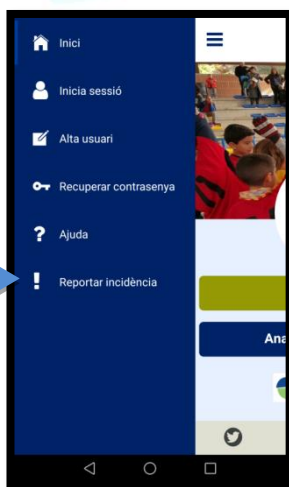 Inici
Inicia sessió
Alta usuari
Recuperar contrasenya
Ajuda
Reportar incidència
Ana